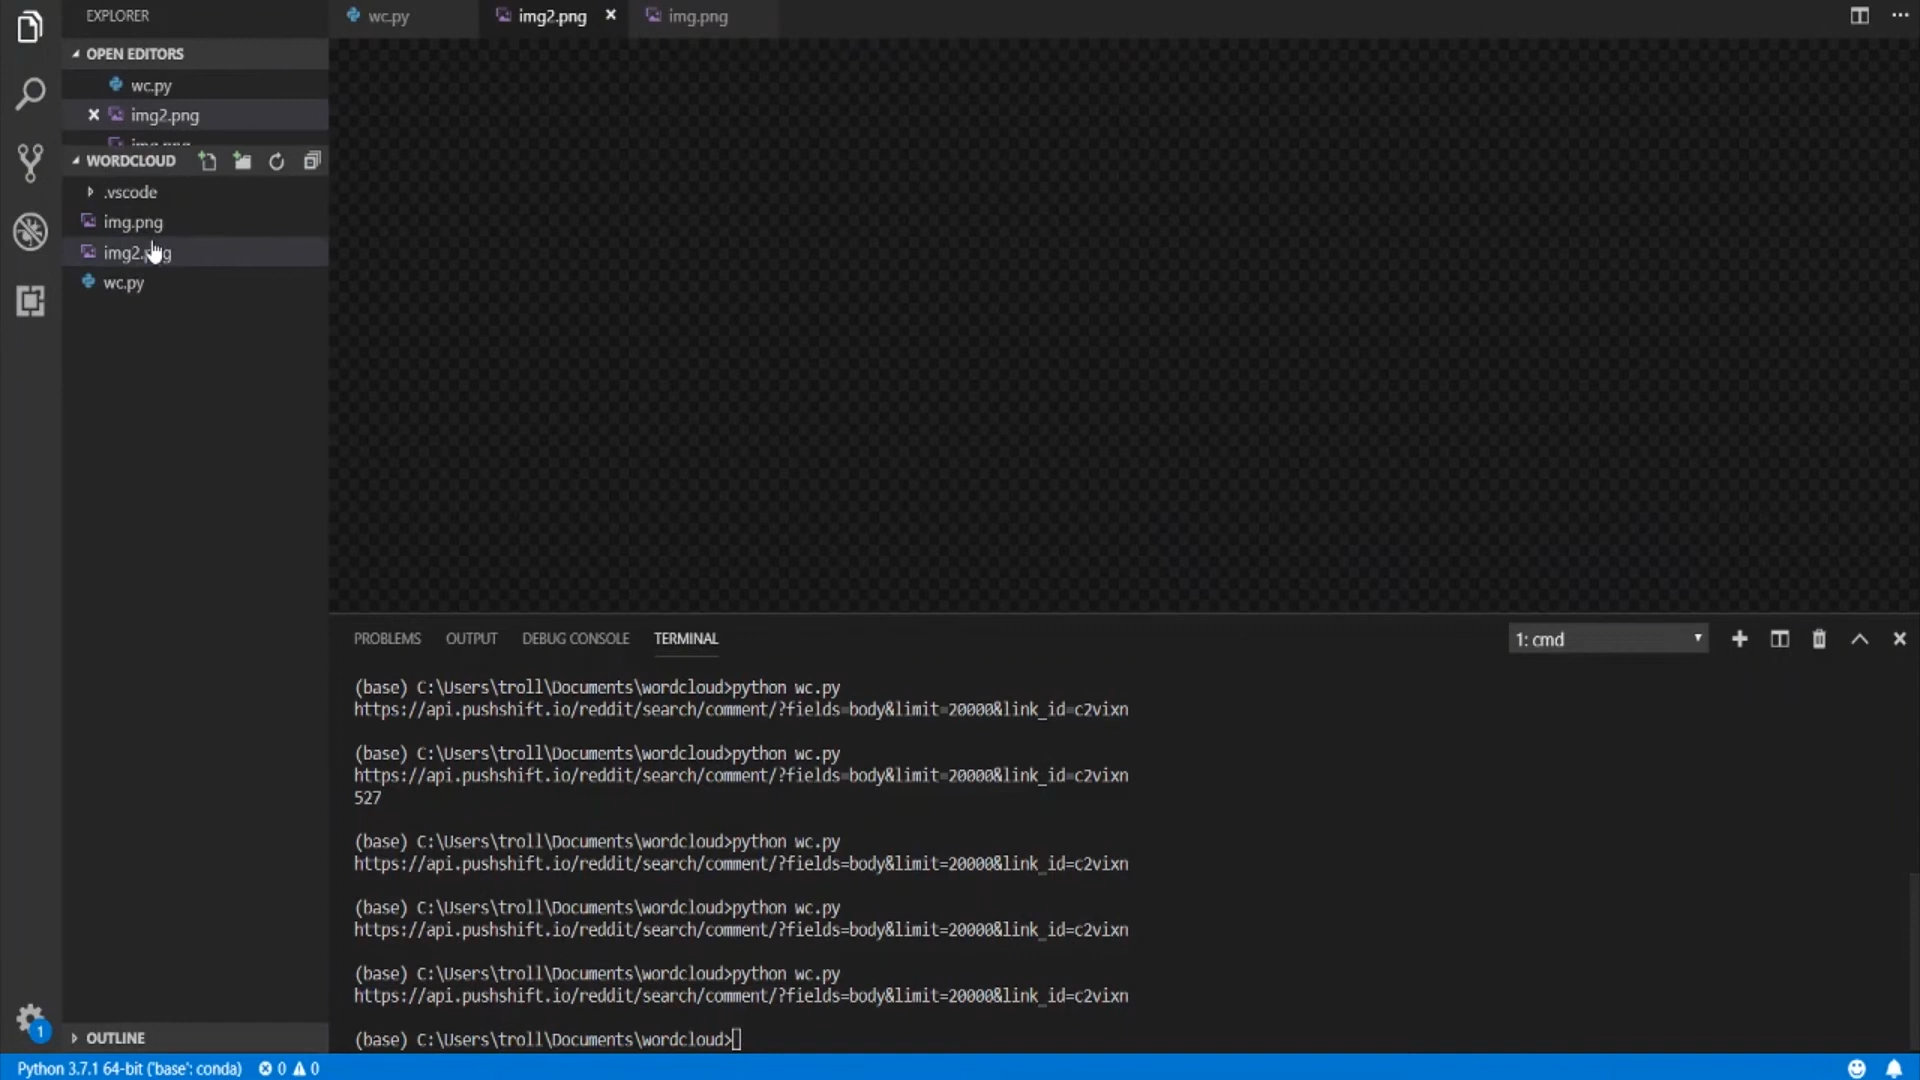 EXPLORER
OPEN EDITORS
wc.py
img2.png
WORDCLOUD
.vscode
img.png
img2.png
wc.py
OUTLINE
wc.py
img2.png
img.png
PROBLEMS
OUTPUT
DEBUG CONSOLE
TERMINAL
1: cmd
(base) C:\Users\troll\Documents\wordcloud>python wc.py
https://api.pushshift.io/reddit/search/comment/?fields=body&limit=20000&link_id=c2vixn
(base) C:\Users\troll\Documents\wordcloud>python wc.py
https://api.pushshift.io/reddit/search/comment/?fields=body&limit=20000&link_id=c2vixn
527
(base) C:\Users\troll\Documents\wordcloud>python wc.py
https://api.pushshift.io/reddit/search/comment/?fields=body&limit=20000&link_id=c2vixn
(base) C:\Users\troll\Documents\wordcloud>python wc.py
https://api.pushshift.io/reddit/search/comment/?fields=body&limit=20000&link_id=c2vixn
(base) C:\Users\troll\Documents\wordcloud>python wc.py
https://api.pushshift.io/reddit/search/comment/?fields=body&limit=20000&link_id=c2vixn
(base) C:\Users\troll\Documents\wordcloud>
1
Python 3.7.1 64-bit ('base': conda) 0 0